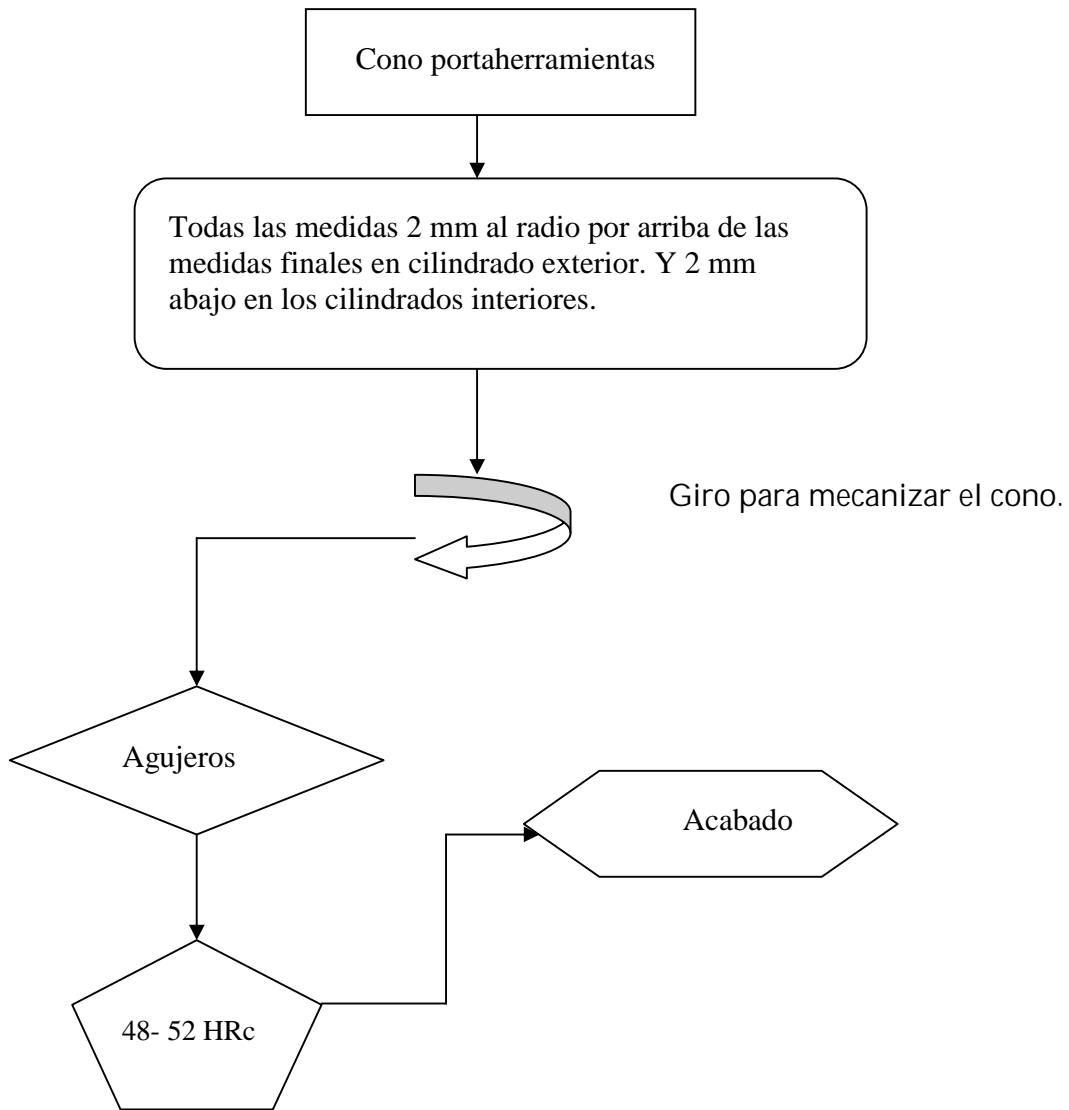 Cono portaherramientas
Todas las medidas 2 mm al radio por arriba de las
medidas finales en cilindrado exterior. Y 2 mm
abajo en los cilindrados interiores.
Giro para mecanizar el cono.
Agujeros
Acabado
48- 52 HRc